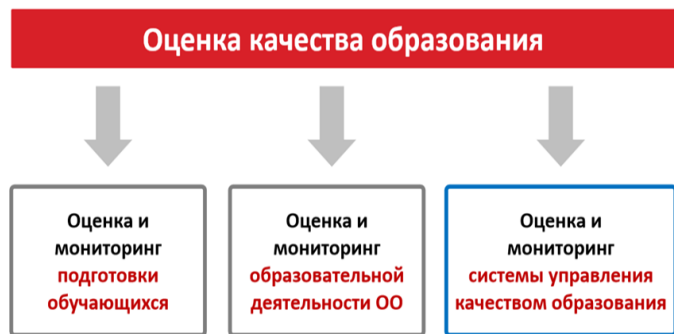 Оценка качества образования
Оценка и
мониторинг
подготовки
обучающихся
Оценка и
мониторинг
образовательной
деятельности ОО
Оценка и
мониторинг
системы управления
качеством образования